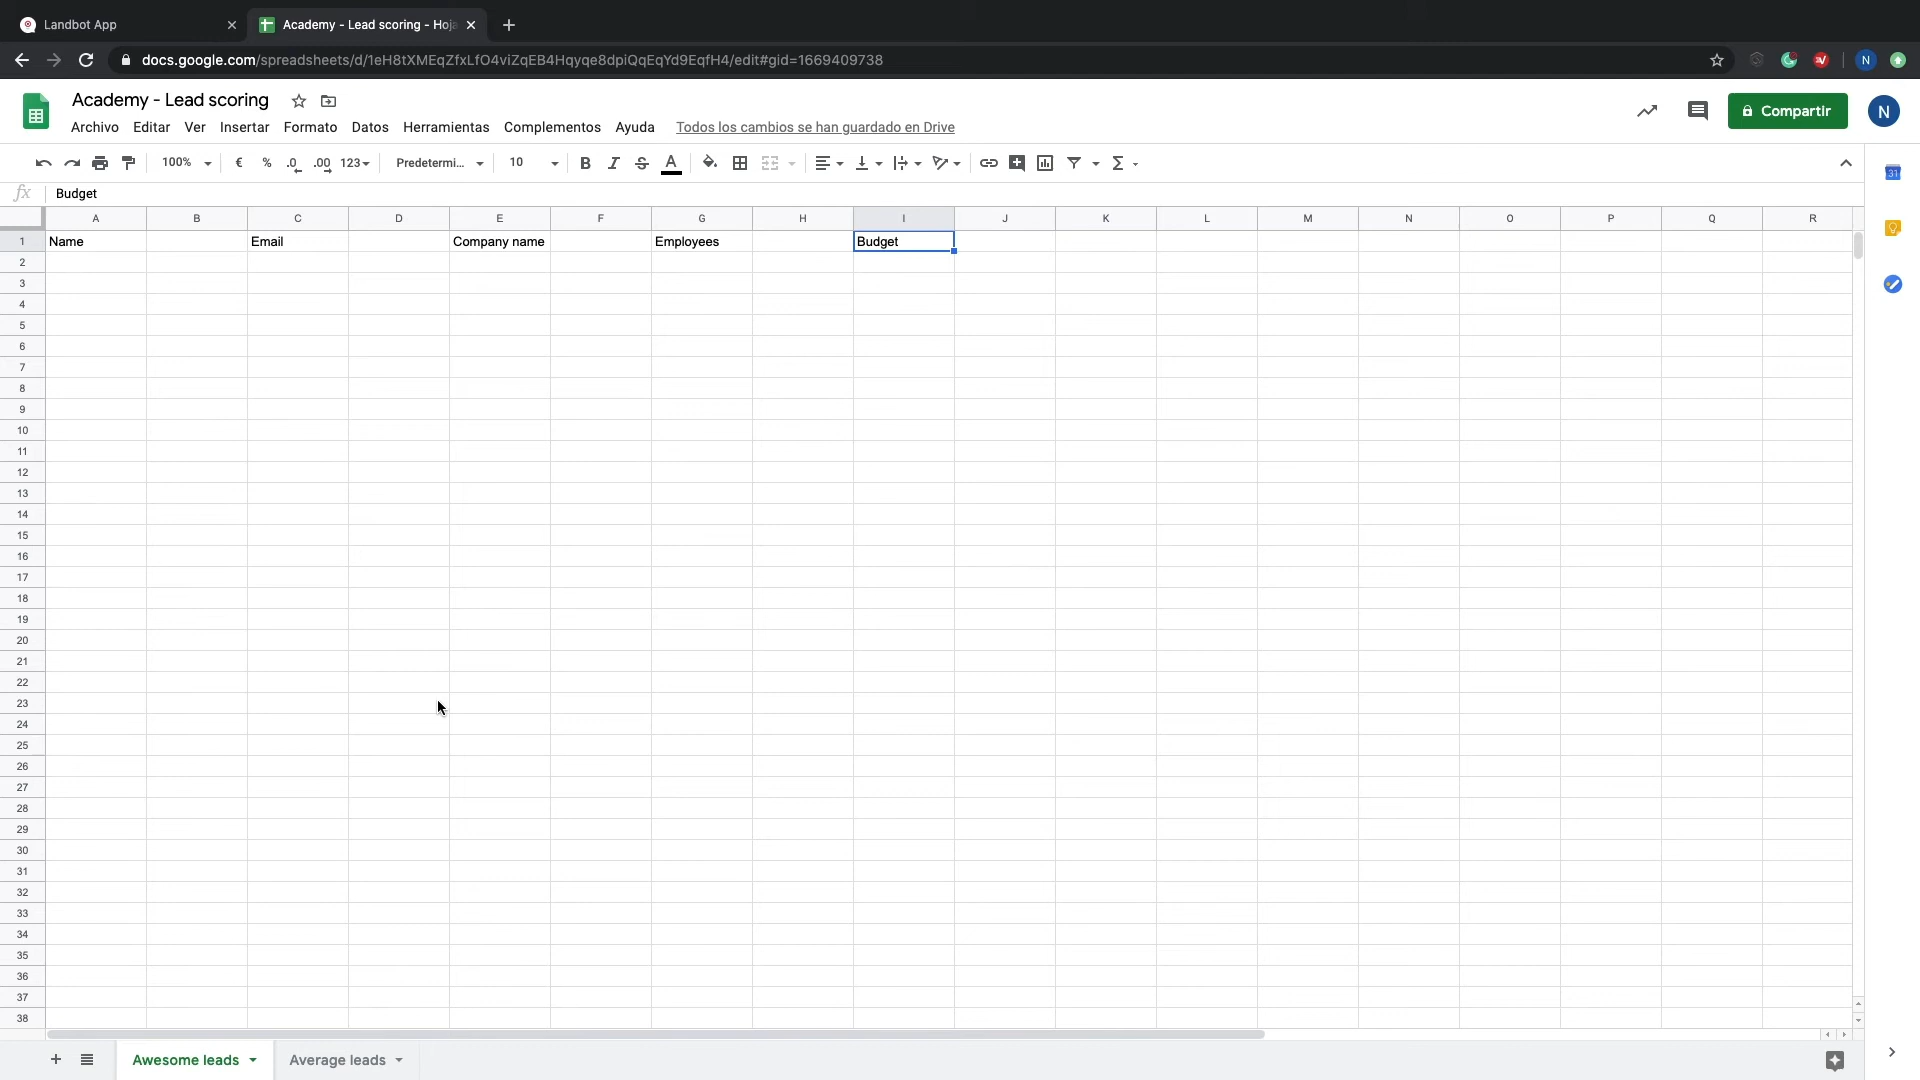 Landbot App
Academy - Lead scoring - Hoja
docs.google.com/spreadsheets/d/1eH8tXMEqZfxLfO4viZqEB4Hqyqe8dpiQqEqYd9EqfH4/edit#gid=1669409738
N
Academy - Lead scoring
Archivo Editar Ver Insertar Formato Datos Herramientas Complementos Ayuda Todos los cambios se han guardado en Drive
Compartir
N
100% € % .0 .00 123 Predetermi... 10 B I S A Σ
31
fx Budget
A B C D E F G H I J K L M N O P Q R
1 Name Email Company name Employees Budget
2
3
4
5
6
7
8
9
10
11
12
13
14
15
16
17
18
19
20
21
22
23
24
25
26
27
28
29
30
31
32
33
34
35
36
37
38
Awesome leads Average leads